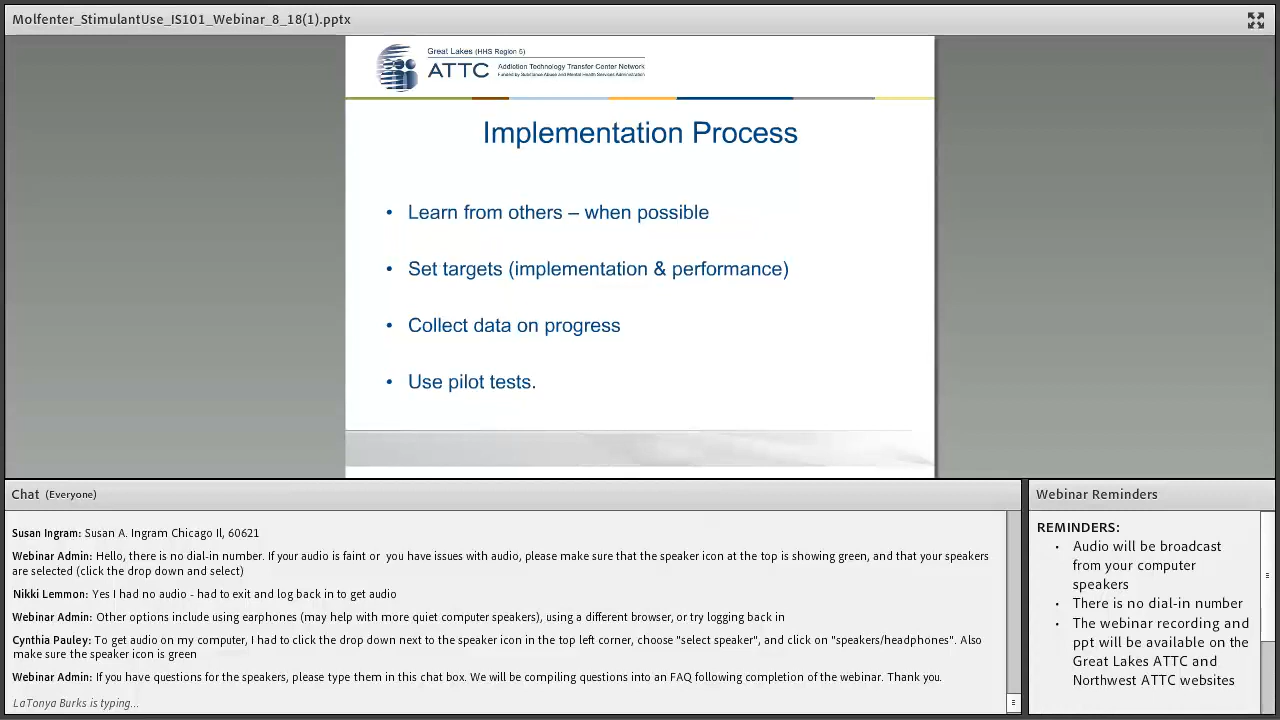 Molfenter_StimulantUse_IS101_Webinar_8_18(1).pptx
Great Lakes (HHS Region 5)
ATTC
Addiction Technology Transfer Center Network
Funded by Substance Abuse and Mental Health Services Administration
Implementation Process
• Learn from others – when possible
• Set targets (implementation & performance)
• Collect data on progress
• Use pilot tests.
Chat (Everyone)
Susan Ingram: Susan A. Ingram Chicago Il, 60621
Webinar Admin: Hello, there is no dial-in number. If your audio is faint or  you have issues with audio, please make sure that the speaker icon at the top is showing green, and that your speakers
are selected (click the drop down and select)
Nikki Lemmon: Yes I had no audio - had to exit and log back in to get audio
Webinar Admin: Other options include using earphones (may help with more quiet computer speakers), using a different browser, or try logging back in
Cynthia Pauley: To get audio on my computer, I had to click the drop down next to the speaker icon in the top left corner, choose "select speaker", and click on "speakers/headphones". Also
make sure the speaker icon is green
Webinar Admin: If you have questions for the speakers, please type them in this chat box. We will be compiling questions into an FAQ following completion of the webinar. Thank you.
LaTonya Burks is typing...
Webinar Reminders
REMINDERS:
• Audio will be broadcast
from your computer
speakers
• There is no dial-in number
• The webinar recording and
ppt will be available on the
Great Lakes ATTC and
Northwest ATTC websites